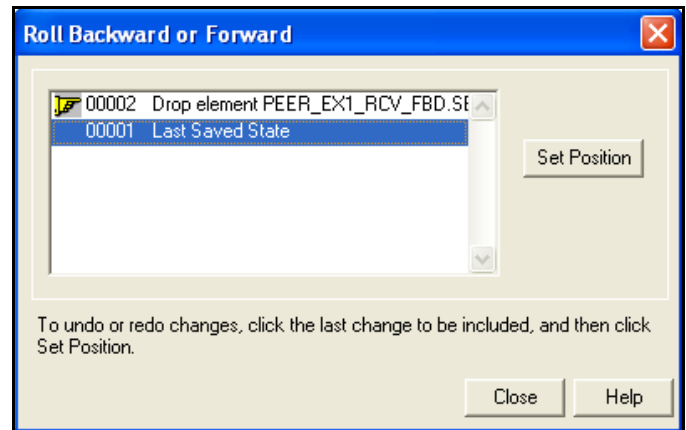 Roll Backward or Forward
00002 Drop element PEER_EX1_RCV_FBD.SE
00001 Last Saved State
Set Position
To undo or redo changes, click the last change to be included, and then click
Set Position.
Close Help